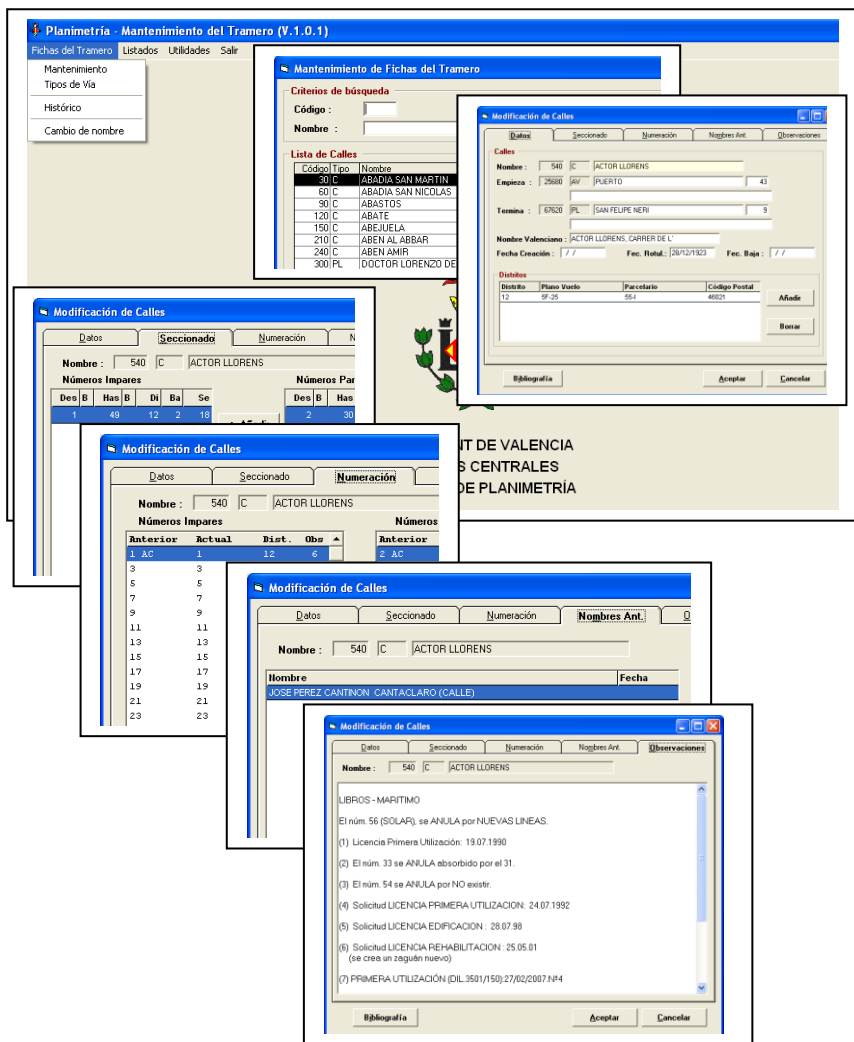 Planimetría - Mantenimiento del Tramero (V.1.0.1)
Fichas del Tramero Listados Utilidades Salir
Mantenimiento
Tipos de Vía
Histórico
Cambio de nombre
Mantenimiento de Fichas del Tramero
Criterios de búsqueda
Código :
Nombre :
Lista de Calles
Código Tipo Nombre
30 C ABADIA SAN MARTIN
60 C ABADIA SAN NICOLAS
90 C ABASTOS
120 C ABATE
150 C ABEJUELA
210 C ABEN AL ABBAR
240 C ABEN AMIR
300 PL DOCTOR LORENZO DE
Modificación de Calles
Datos Seccionado Numeración Nombres Ant. Observaciones
Calles
Nombre : 540 C ACTOR LLORENS
Empieza : 25680 AV PUERTO 43
Termina : 67620 PL SAN FELIPE NERI 9
Nombre Valenciano : ACTOR LLORENS, CARRER DE L'
Fecha Creación : / / Fec. Rotul.: 28/12/1923 Fec. Baja : / /
Distritos
Distrito Plano Vuelo Parcelario Código Postal
12 5F-25 55-I 46021
Añadir
Borrar
Bibliografía Aceptar Cancelar
NT DE VALENCIA
S CENTRALES
DE PLANIMETRÍA
Modificación de Calles
Datos Seccionado Numeración N
Nombre : 540 C ACTOR LLORENS
Números Impares Números Par
Des B Has B Di Ba Se Des B Has
1 49 12 2 18 2 30
Modificación de Calles
Datos Seccionado Numeración
Nombre : 540 C ACTOR LLORENS
Números Impares Números
Anterior Actual Dist. Obs Anterior
1 AC 1 12 6 2 AC
3 3
5 5
7 7
9 9
11 11
13 13
15 15
17 17
19 19
21 21
23 23
Modificación de Calles
Datos Seccionado Numeración Nombres Ant. O
Nombre : 540 C ACTOR LLORENS
Nombre Fecha
JOSE PEREZ CANTINON CANTACLARO (CALLE)
Modificación de Calles
Datos Seccionado Numeración Nombres Ant. Observaciones
Nombre : 540 C ACTOR LLORENS
LIBROS - MARITIMO
El núm. 56 (SOLAR), se ANULA por NUEVAS LINEAS.
(1) Licencia Primera Utilización: 19.07.1990
(2) El núm. 33 se ANULA absorbido por el 31.
(3) El núm. 54 se ANULA por NO existir.
(4) Solicitud LICENCIA PRIMERA UTILIZACION: 24.07.1992
(5) Solicitud LICENCIA EDIFICACION : 28.07.98
(6) Solicitud LICENCIA REHABILITACION : 25.05.01
(se crea un zaguán nuevo)
(7) PRIMERA UTILIZACIÓN (DIL.3501/150):27/02/2007.Nº4
Bibliografía Aceptar Cancelar